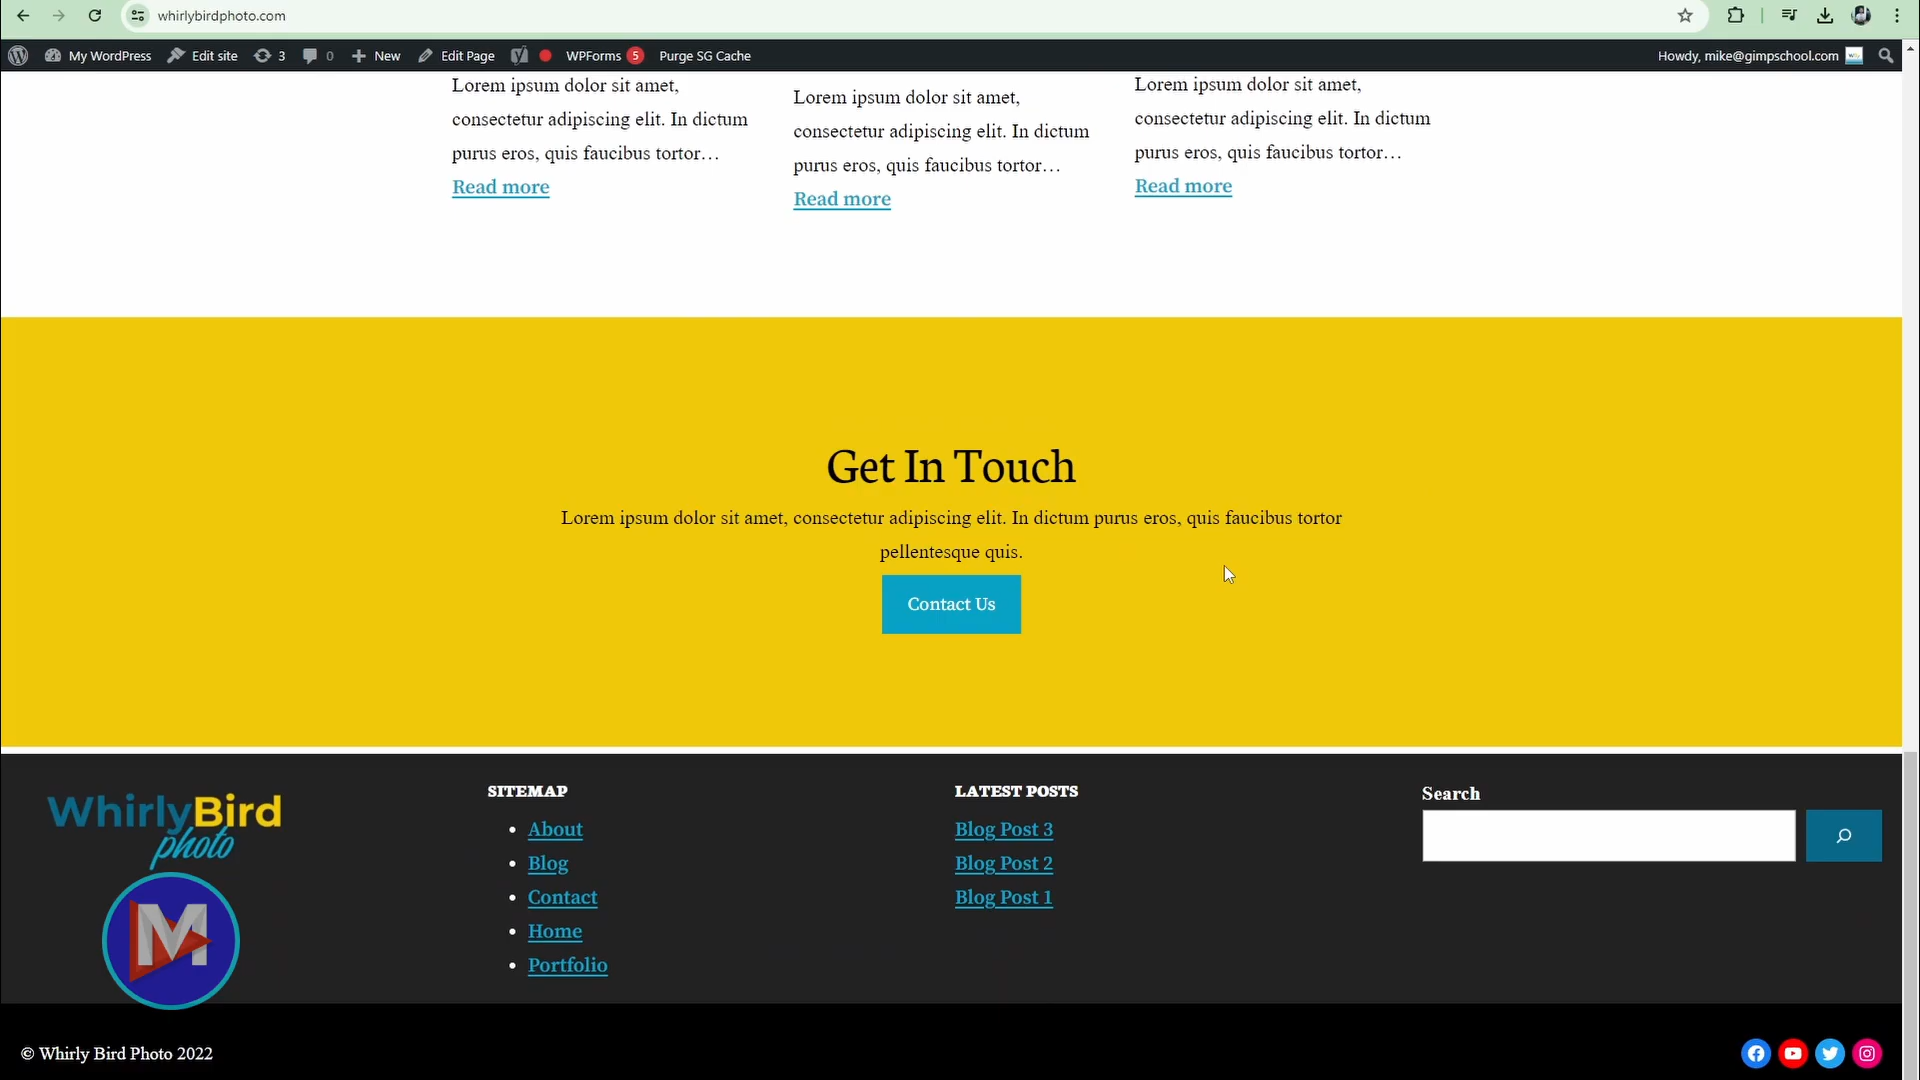 whirlybirdphoto.com
My WordPress Edit site 3 0 New Edit Page WPForms 5 Purge SG Cache Howdy, mike@gimpschool.com
Lorem ipsum dolor sit amet,
consectetur adipiscing elit. In dictum
purus eros, quis faucibus tortor…
Read more
Lorem ipsum dolor sit amet,
consectetur adipiscing elit. In dictum
purus eros, quis faucibus tortor…
Read more
Lorem ipsum dolor sit amet,
consectetur adipiscing elit. In dictum
purus eros, quis faucibus tortor…
Read more
Get In Touch
Lorem ipsum dolor sit amet, consectetur adipiscing elit. In dictum purus eros, quis faucibus tortor
pellentesque quis.
Contact Us
WhirlyBird
photo
M
SITEMAP
About
Blog
Contact
Home
Portfolio
LATEST POSTS
Blog Post 3
Blog Post 2
Blog Post 1
Search
© Whirly Bird Photo 2022